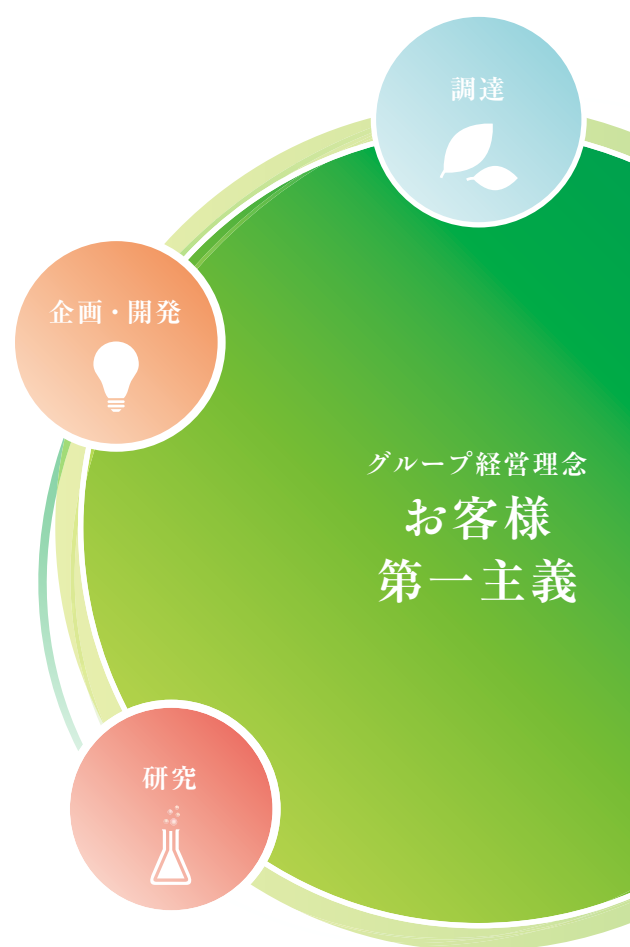 調達
企画・開発
グループ経営理念
お客様
第一主義
研究